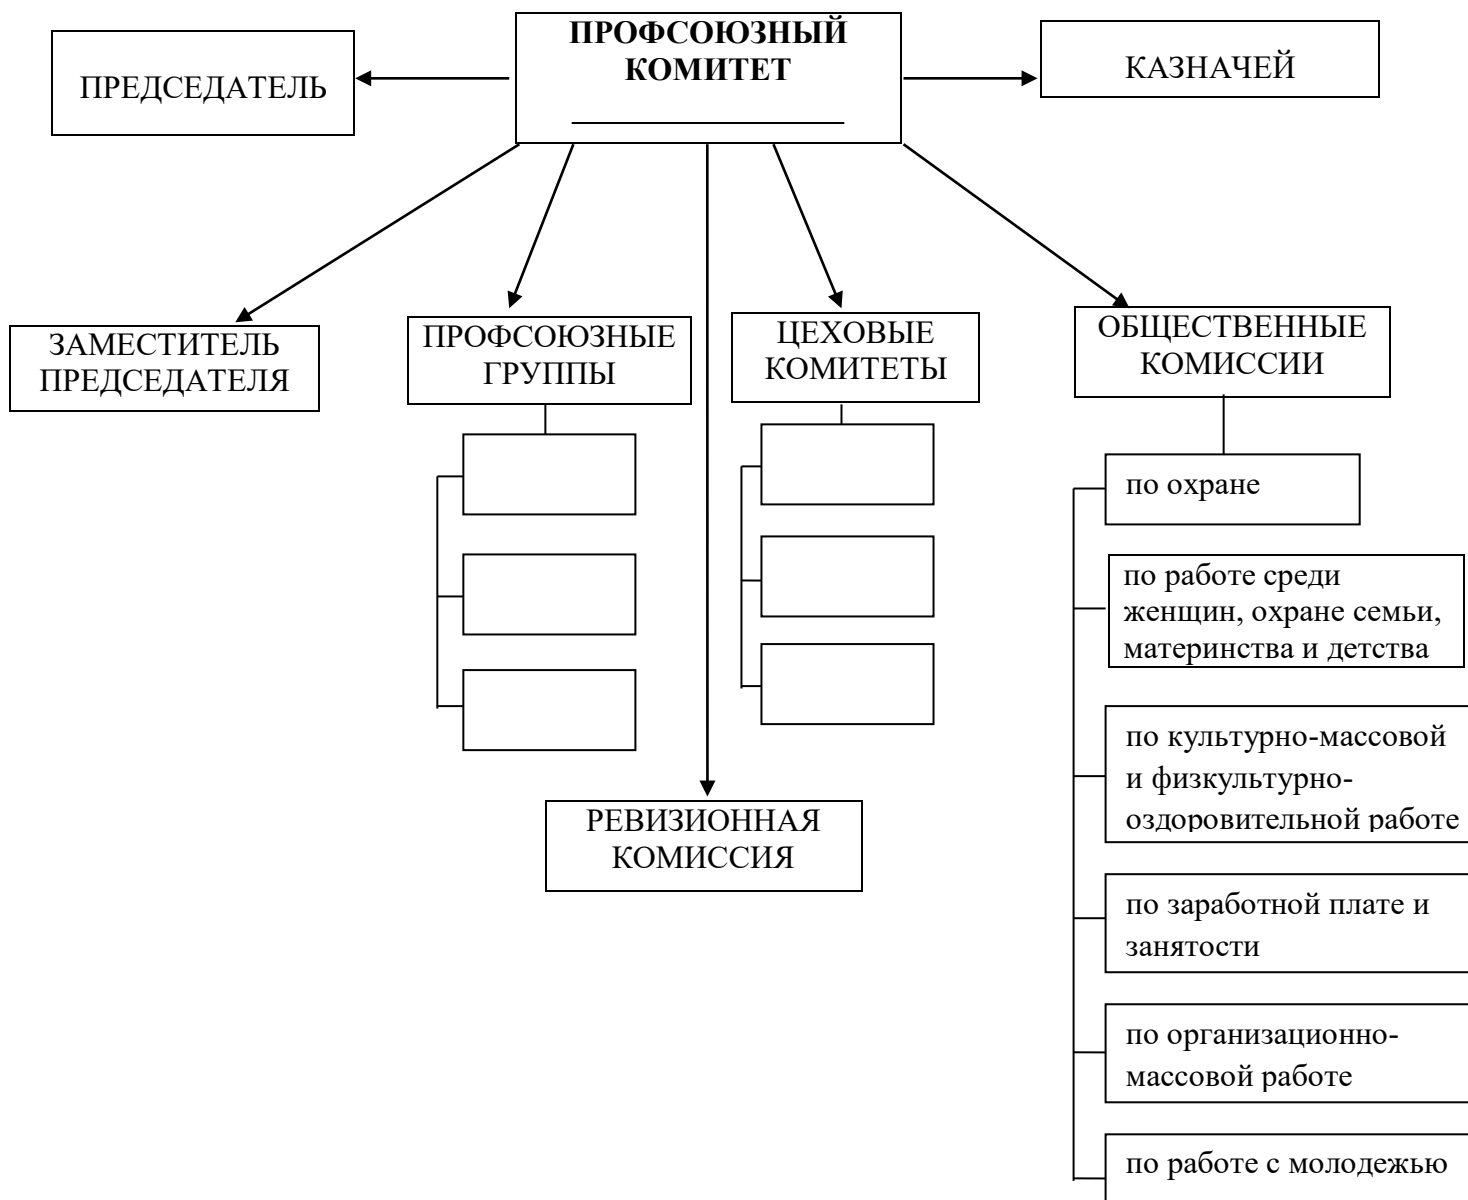 ПРОФСОЮЗНЫЙ
КОМИТЕТ
ПРЕДСЕДАТЕЛЬ
КАЗНАЧЕЙ
ЗАМЕСТИТЕЛЬ
ПРЕДСЕДАТЕЛЯ
ПРОФСОЮЗНЫЕ
ГРУППЫ
ЦЕХОВЫЕ
КОМИТЕТЫ
ОБЩЕСТВЕННЫЕ
КОМИССИИ
по охране
по работе среди
женщин, охране семьи,
материнства и детства
по культурно-массовой
и физкультурно-
оздоровительной работе
по заработной плате и
занятости
по организационно-
массовой работе
по работе с молодежью
РЕВИЗИОННАЯ
КОМИССИЯ